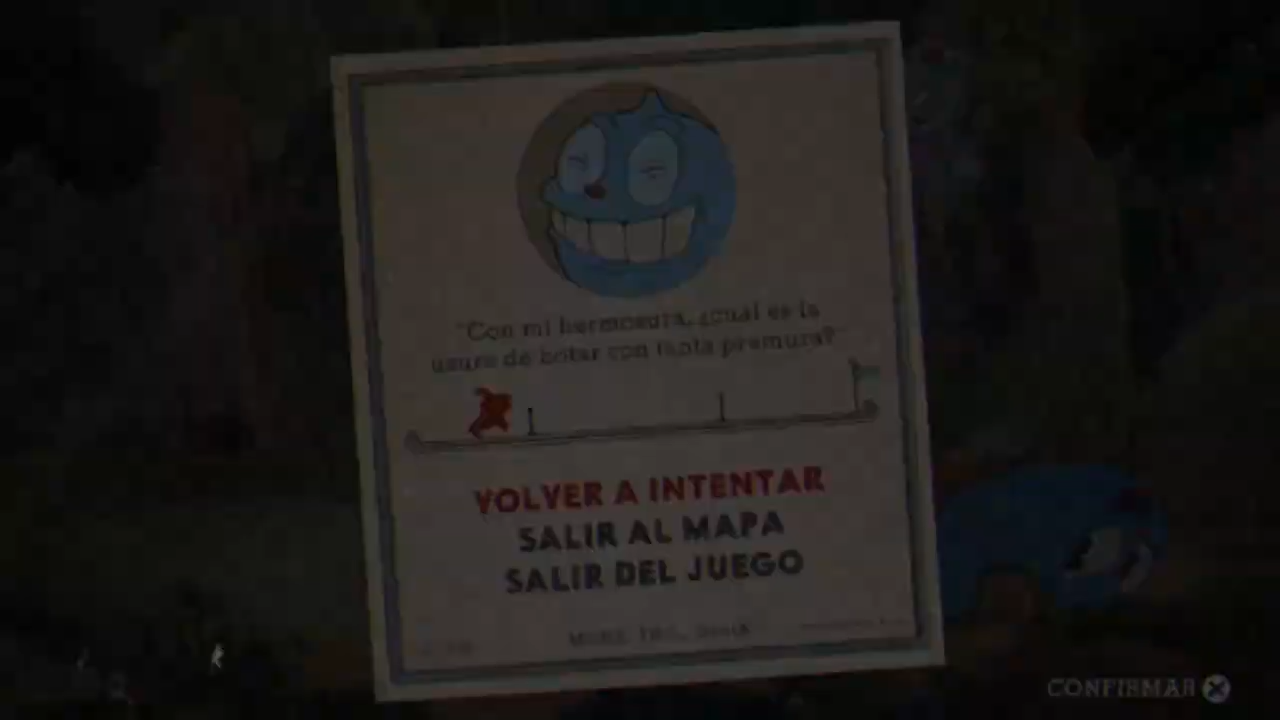 "Con mi hermosura, ¿cuál es la
de botar con tanta premura?"
VOLVER A INTENTAR
SALIR AL MAPA
SALIR DEL JUEGO
CONFIRMAR